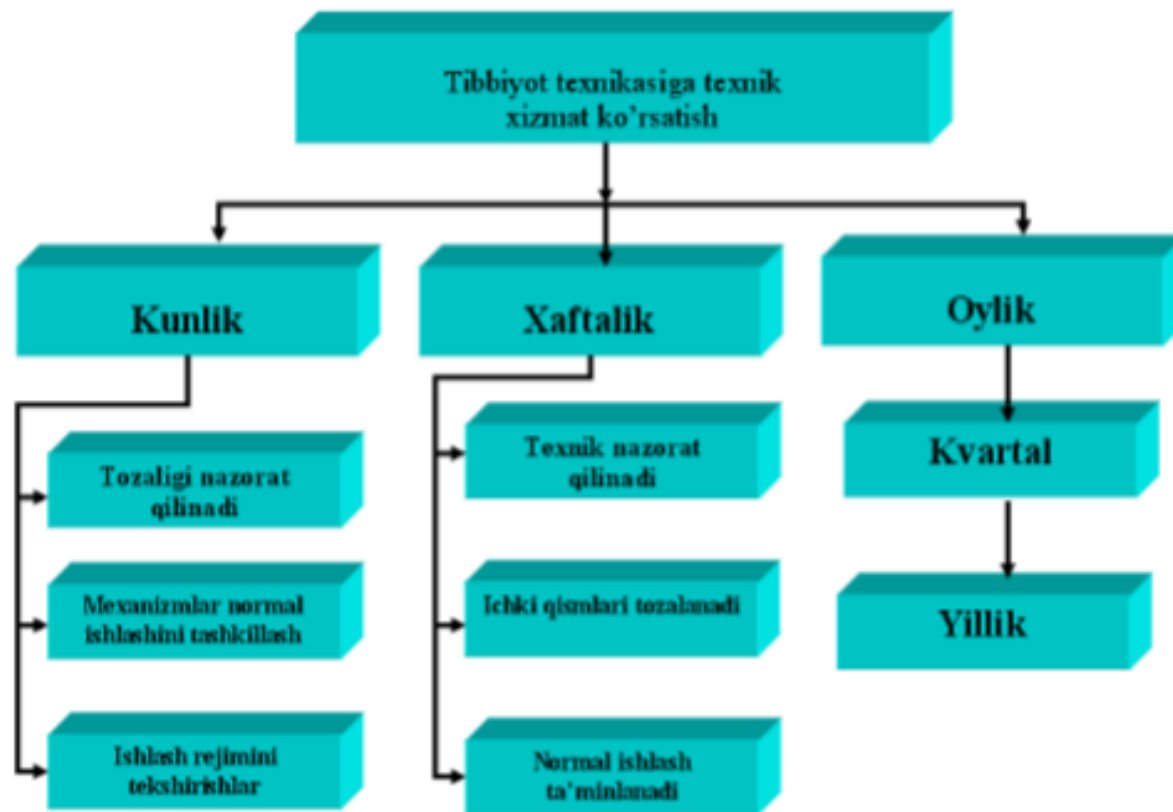 Tibbiyot texnikasiga texnik
xizmat ko'rsatish
Kunlik
Xaftalik
Oylik
Tozaligi nazorat
qilinadi
Mexanizmlar normal
ishlashini tashkillash
Ishlash rejimini
tekshirishlar
Texnik nazorat
qilinadi
Ichki qismlari tozalanadi
Normal ishlash
ta'minlanadi
Kvartal
Yillik